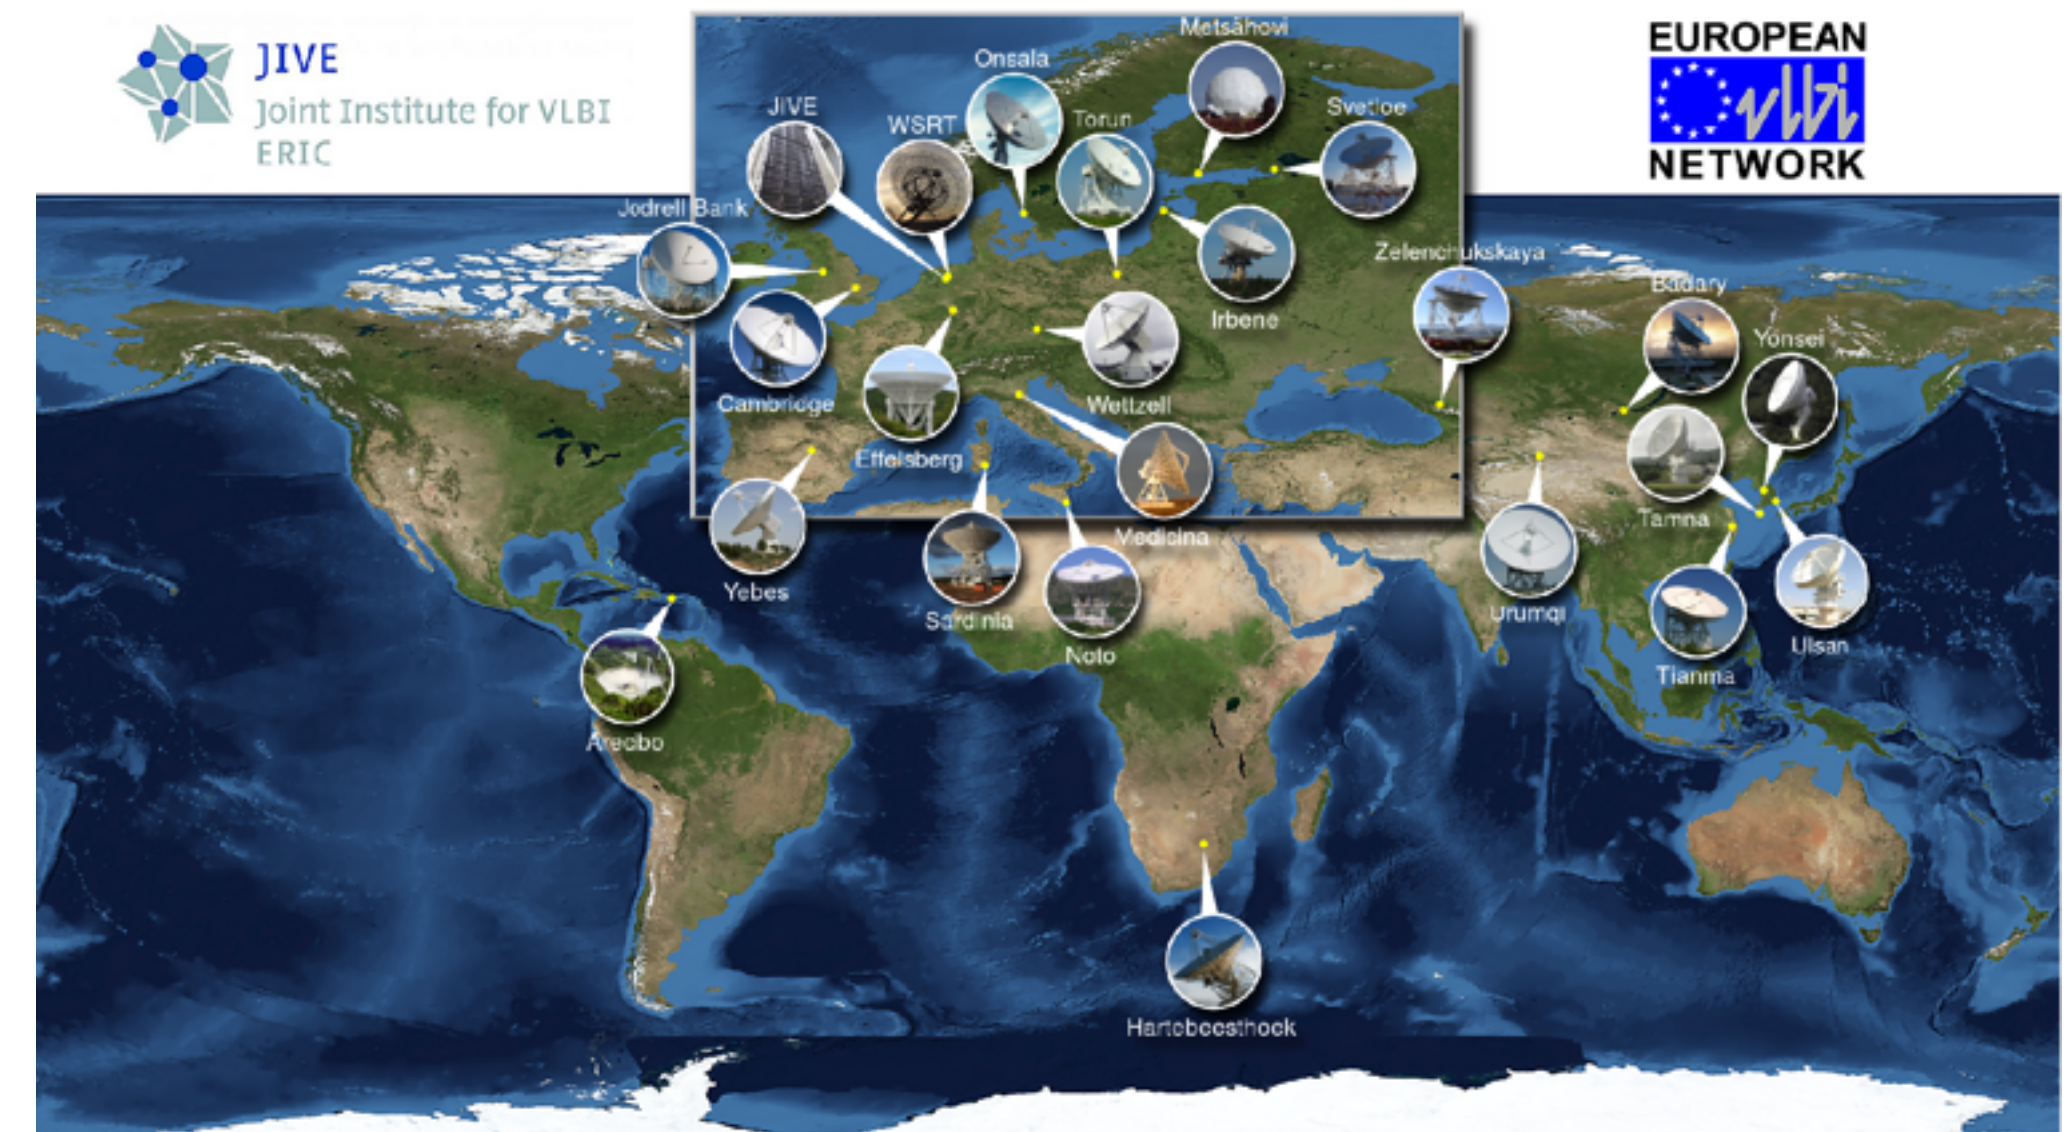 JIVE
Joint Institute for VLBI
ERIC
EUROPEAN
vlbi
NETWORK
Metsähovi
Onsala
JIVE
WSRT
Torun
Svetloe
Jodrell Bank
Zelenchukskaya
Badary
Irbene
Yonsei
Cambridge
Wettzell
Effelsberg
Tamna
Medicina
Yebes
Sardinia
Noto
Urumqi
Ulsan
Tianma
Arecibo
Hartebeesthoek